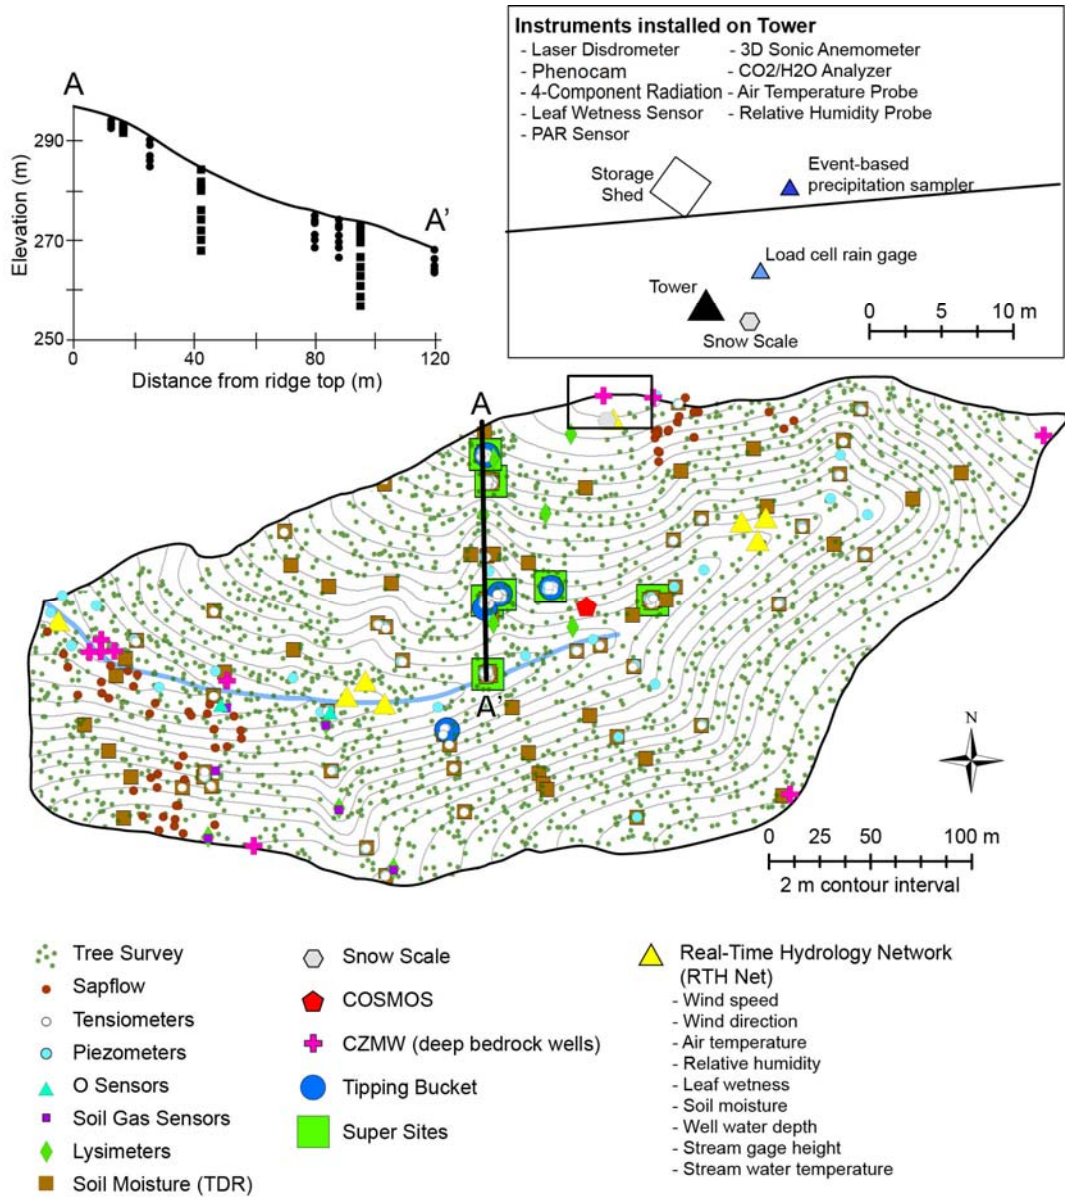 Instruments installed on Tower
- Laser Disdrometer
- Phenocam
- 4-Component Radiation
- Leaf Wetness Sensor
- PAR Sensor
- 3D Sonic Anemometer
- CO2/H2O Analyzer
- Air Temperature Probe
- Relative Humidity Probe
Storage
Shed
Event-based
precipitation sampler
Load cell rain gage
Tower
Snow Scale
0 5 10 m
A
A'
Elevation (m)
290
270
250
0 40 80 120
Distance from ridge top (m)
A
A'
N
0 25 50 100 m
2 m contour interval
Tree Survey
Sapflow
Tensiometers
Piezometers
O Sensors
Soil Gas Sensors
Lysimeters
Soil Moisture (TDR)
Snow Scale
COSMOS
CZMW (deep bedrock wells)
Tipping Bucket
Super Sites
Real-Time Hydrology Network
(RTH Net)
- Wind speed
- Wind direction
- Air temperature
- Relative humidity
- Leaf wetness
- Soil moisture
- Well water depth
- Stream gage height
- Stream water temperature